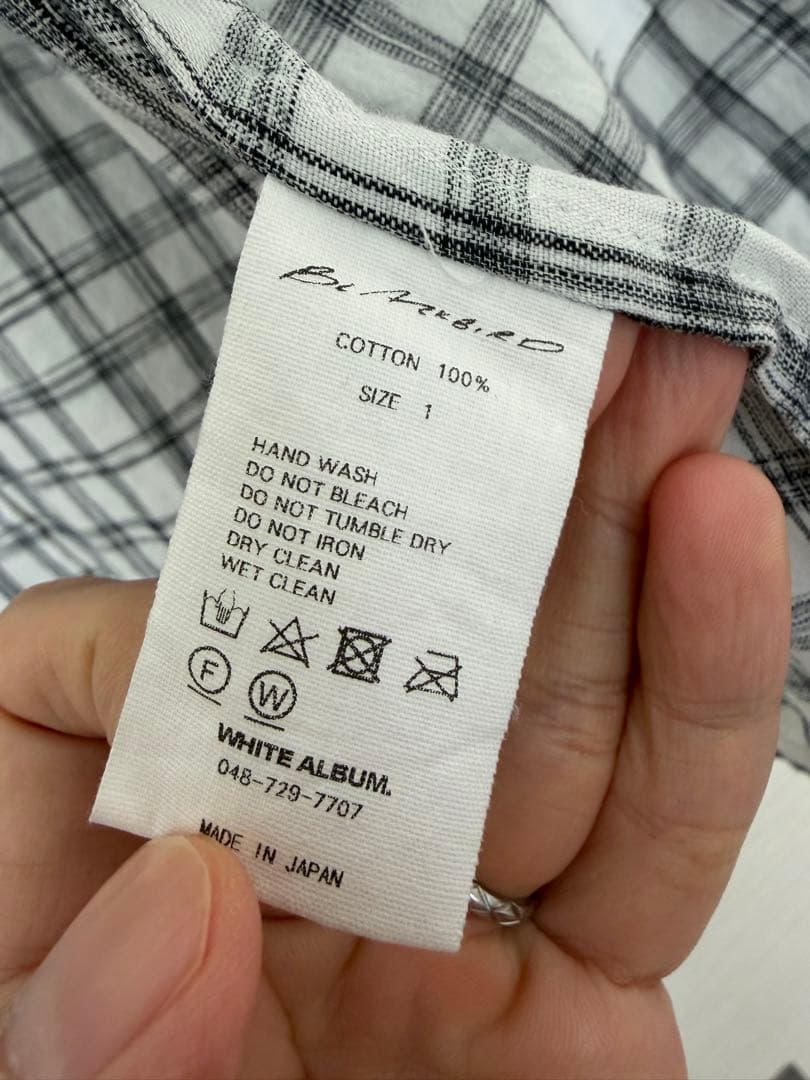 BLACKBIRD
COTTON 100%
SIZE 1
HAND WASH
DO NOT BLEACH
DO NOT TUMBLE DRY
DO NOT IRON
DRY CLEAN
WET CLEAN
F
W
WHITE ALBUM.
048-729-7707
MADE IN JAPAN